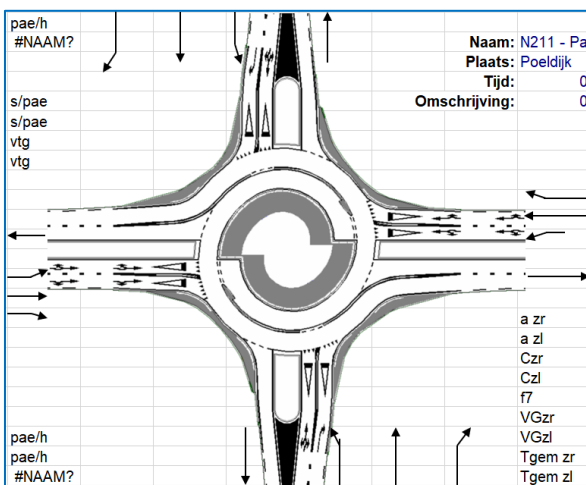 pae/h
#NAAM?
Naam: N211 - Pa
Plaats: Poeldijk
Tijd: 0
Omschrijving: 0
s/pae
s/pae
vtg
vtg
a zr
a zl
Czr
Czl
f7
VGzr
VGzl
Tgem zr
Tgem zl
pae/h
pae/h
#NAAM?